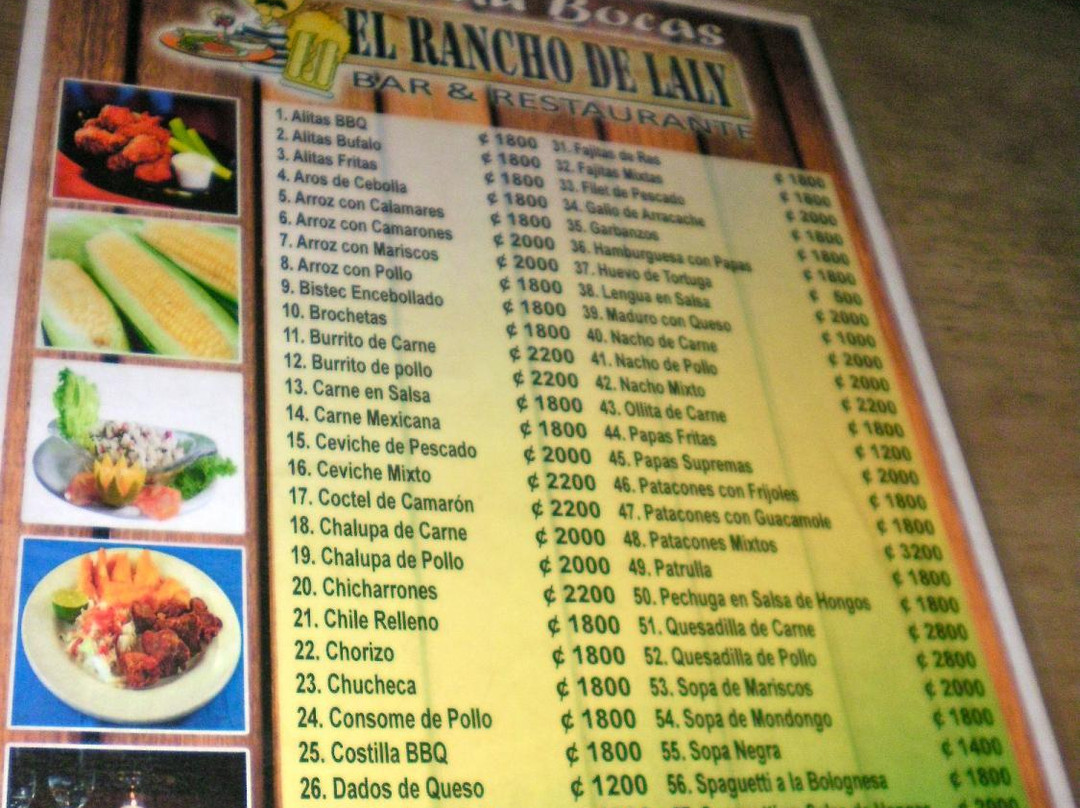 Bocas
EL RANCHO DE LALY
BAR & RESTAURANTE
1. Alitas BBQ ¢ 1800
2. Alitas Bufalo ¢ 1800
3. Alitas Fritas ¢ 1800
4. Aros de Cebolla ¢ 1800
5. Arroz con Calamares ¢ 1800
6. Arroz con Camarones ¢ 2000
7. Arroz con Mariscos ¢ 2000
8. Arroz con Pollo ¢ 1800
9. Bistec Encebollado ¢ 1800
10. Brochetas ¢ 1800
11. Burrito de Carne ¢ 2200
12. Burrito de pollo ¢ 2200
13. Carne en Salsa ¢ 1800
14. Carne Mexicana ¢ 1800
15. Ceviche de Pescado ¢ 2000
16. Ceviche Mixto ¢ 2200
17. Coctel de Camarón ¢ 2200
18. Chalupa de Carne ¢ 2000
19. Chalupa de Pollo ¢ 2000
20. Chicharrones ¢ 2200
21. Chile Relleno ¢ 1800
22. Chorizo ¢ 1800
23. Chucheca ¢ 1800
24. Consome de Pollo ¢ 1800
25. Costilla BBQ ¢ 1800
26. Dados de Queso ¢ 1200
31. Fajitas de Res ¢ 1800
32. Fajitas Mixtas ¢ 1800
33. Filet de Pescado ¢ 2000
34. Gallo de Arracache ¢ 1800
35. Garbanzos ¢ 1800
36. Hamburguesa con Papas ¢ 1800
37. Huevo de Tortuga ¢
38. Lengua en Salsa ¢ 2000
39. Maduro con Queso ¢ 1000
40. Nacho de Carne ¢ 2000
41. Nacho de Pollo ¢ 2000
42. Nacho Mixto ¢ 2200
43. Ollita de Carne ¢ 1800
44. Papas Fritas ¢ 1200
45. Papas Supremas ¢ 2000
46. Patacones con Frijoles ¢ 1800
47. Patacones con Guacamole ¢ 1800
48. Patacones Mixtos ¢ 3200
49. Patrulla ¢ 1800
50. Pechuga en Salsa de Hongos ¢ 1800
51. Quesadilla de Carne ¢ 2800
52. Quesadilla de Pollo ¢ 2800
53. Sopa de Mariscos ¢ 2000
54. Sopa de Mondongo ¢ 1800
55. Sopa Negra ¢ 1400
56. Spaguetti a la Bolognesa ¢ 1800